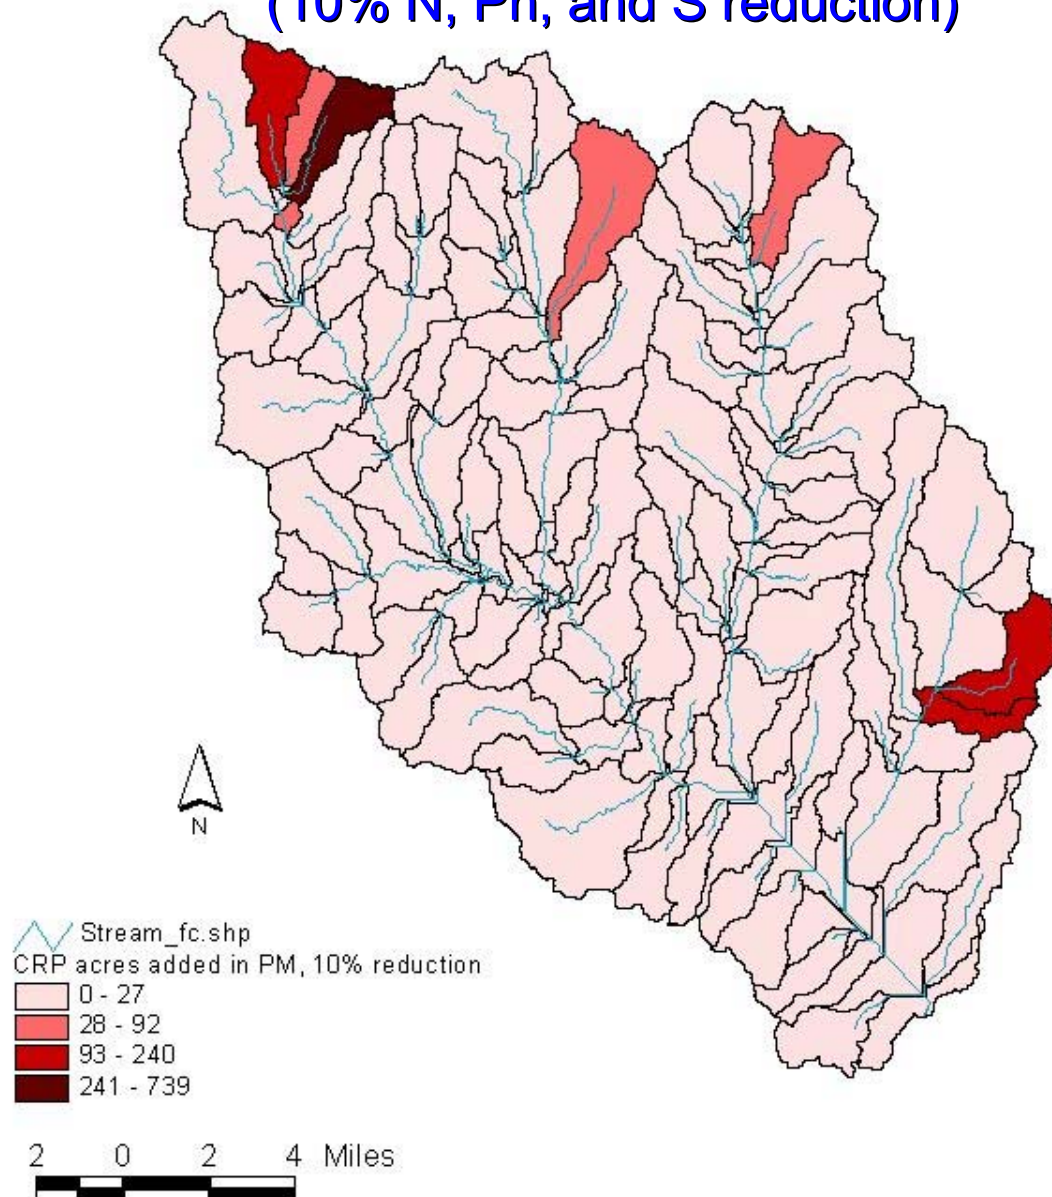 (10% N, Ph, and S reduction)
N
Stream_fc.shp
CRP acres added in PM, 10% reduction
0 - 27
28 - 92
93 - 240
241 - 739
2 0 2 4 Miles